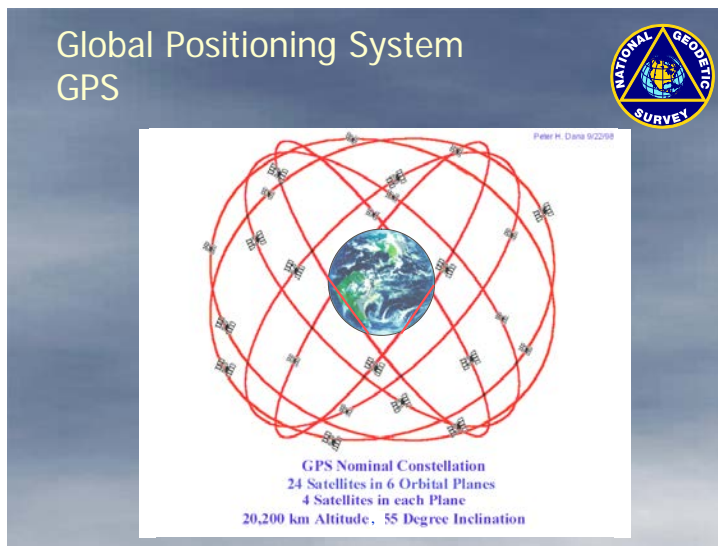 Global Positioning System
GPS
NATIONAL GEODETIC SURVEY
Peter H. Dana 9/22/98
GPS Nominal Constellation
24 Satellites in 6 Orbital Planes
4 Satellites in each Plane
20,200 km Altitude, 55 Degree Inclination